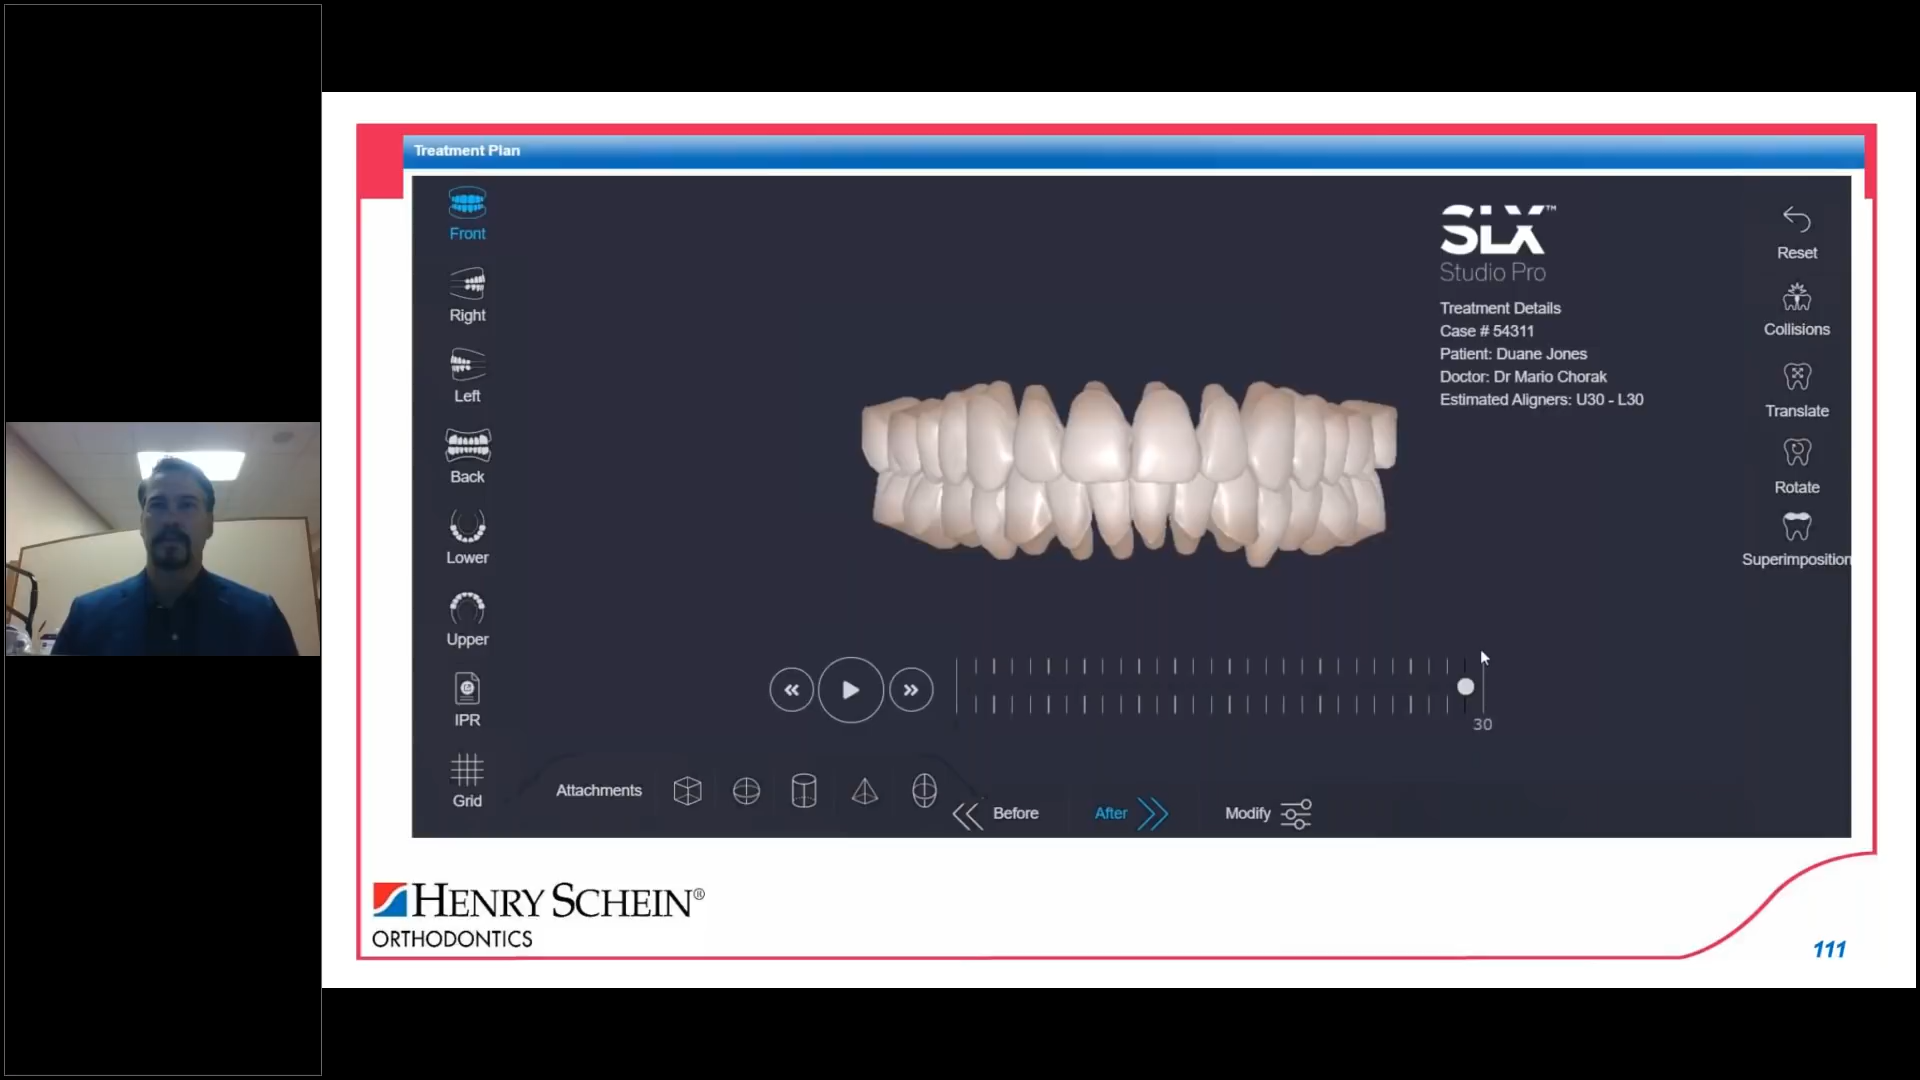 Treatment Plan
Front
Right
Left
Back
Lower
Upper
IPR
Grid
SLX™
Studio Pro
Treatment Details
Case # 54311
Patient: Duane Jones
Doctor: Dr Mario Chorak
Estimated Aligners: U30 - L30
Reset
Collisions
Translate
Rotate
Superimposition
30
Attachments
Before
After
Modify
HENRY SCHEIN®
ORTHODONTICS
111